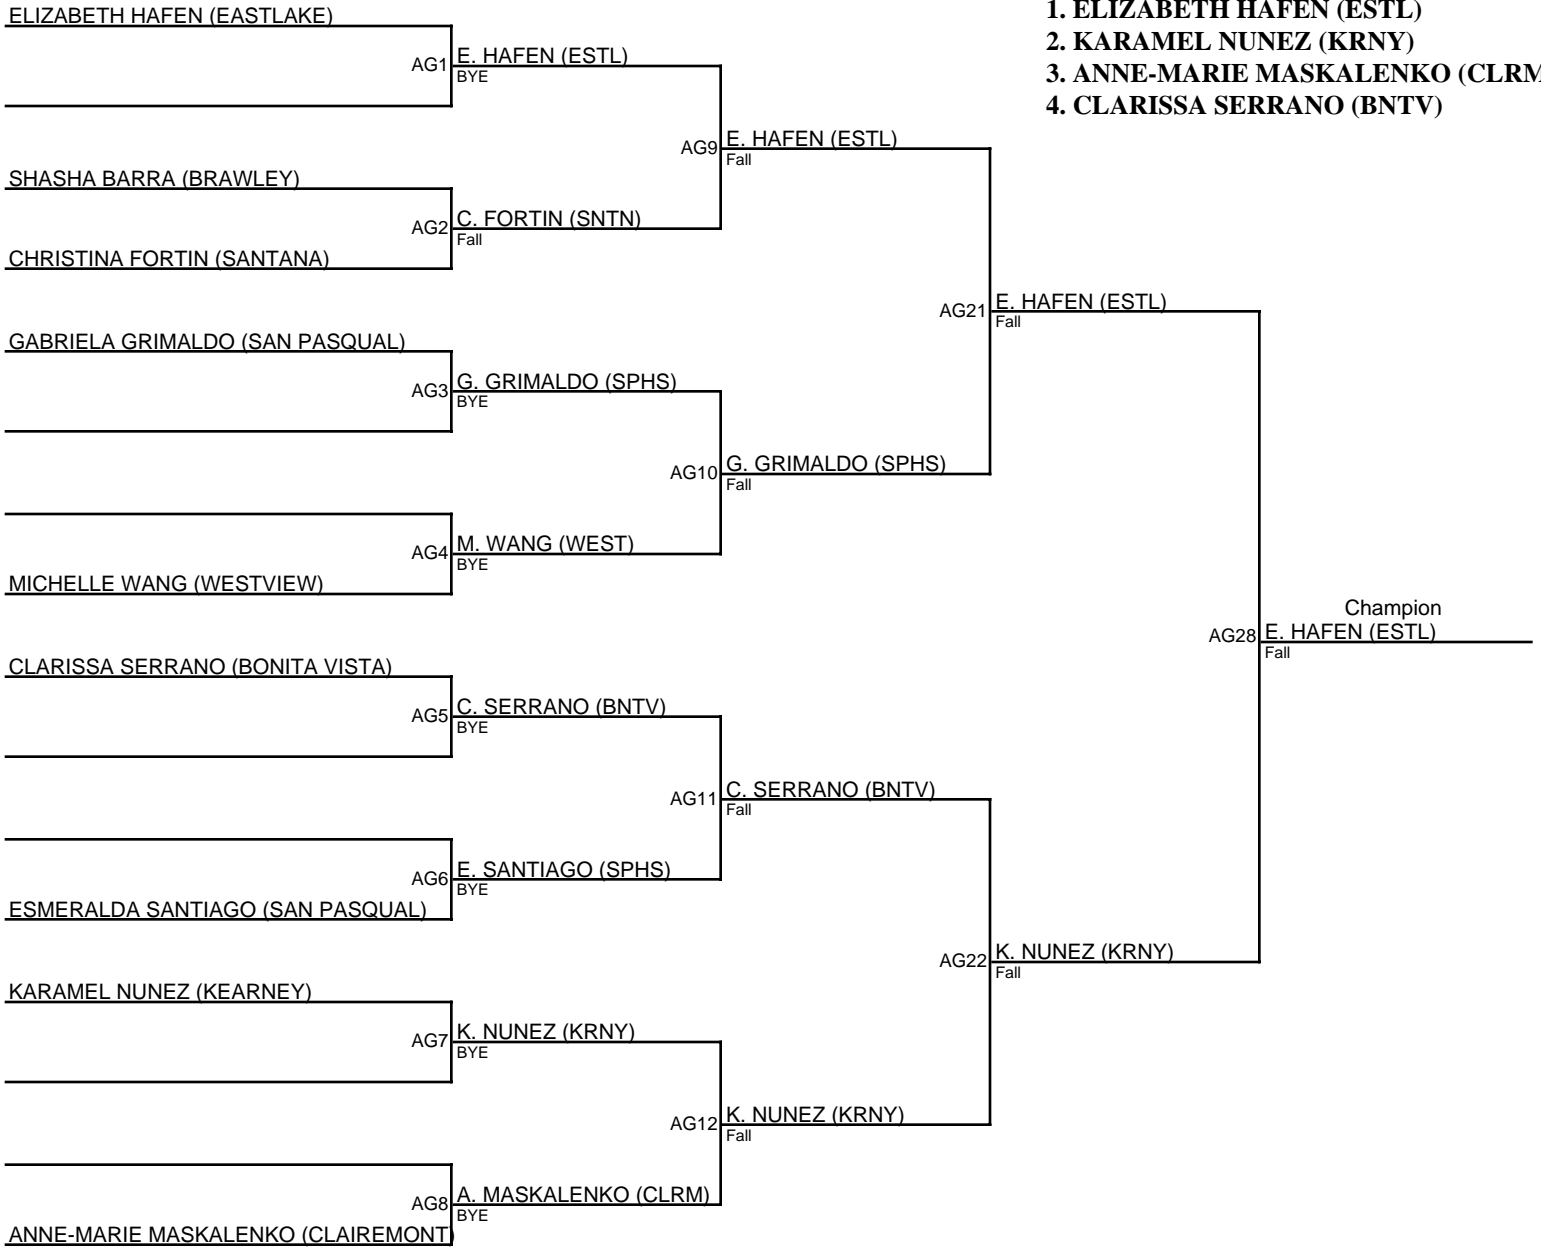 ELIZABETH HAFEN (EASTLAKE)
1. ELIZABETH HAFEN (ESTL)
2. KARAMEL NUNEZ (KRNY)
3. ANNE-MARIE MASKALENKO (CLRM
4. CLARISSA SERRANO (BNTV)
AG1 E. HAFEN (ESTL)
BYE
AG9 E. HAFEN (ESTL)
Fall
SHASHA BARRA (BRAWLEY)
AG2 C. FORTIN (SNTN)
Fall
CHRISTINA FORTIN (SANTANA)
AG21 E. HAFEN (ESTL)
Fall
GABRIELA GRIMALDO (SAN PASQUAL)
AG3 G. GRIMALDO (SPHS)
BYE
AG10 G. GRIMALDO (SPHS)
Fall
AG4 M. WANG (WEST)
BYE
MICHELLE WANG (WESTVIEW)
Champion
AG28 E. HAFEN (ESTL)
Fall
CLARISSA SERRANO (BONITA VISTA)
AG5 C. SERRANO (BNTV)
BYE
AG11 C. SERRANO (BNTV)
Fall
AG6 E. SANTIAGO (SPHS)
BYE
ESMERALDA SANTIAGO (SAN PASQUAL)
AG22 K. NUNEZ (KRNY)
Fall
KARAMEL NUNEZ (KEARNEY)
AG7 K. NUNEZ (KRNY)
BYE
AG12 K. NUNEZ (KRNY)
Fall
AG8 A. MASKALENKO (CLRM)
BYE
ANNE-MARIE MASKALENKO (CLAIREMONT)